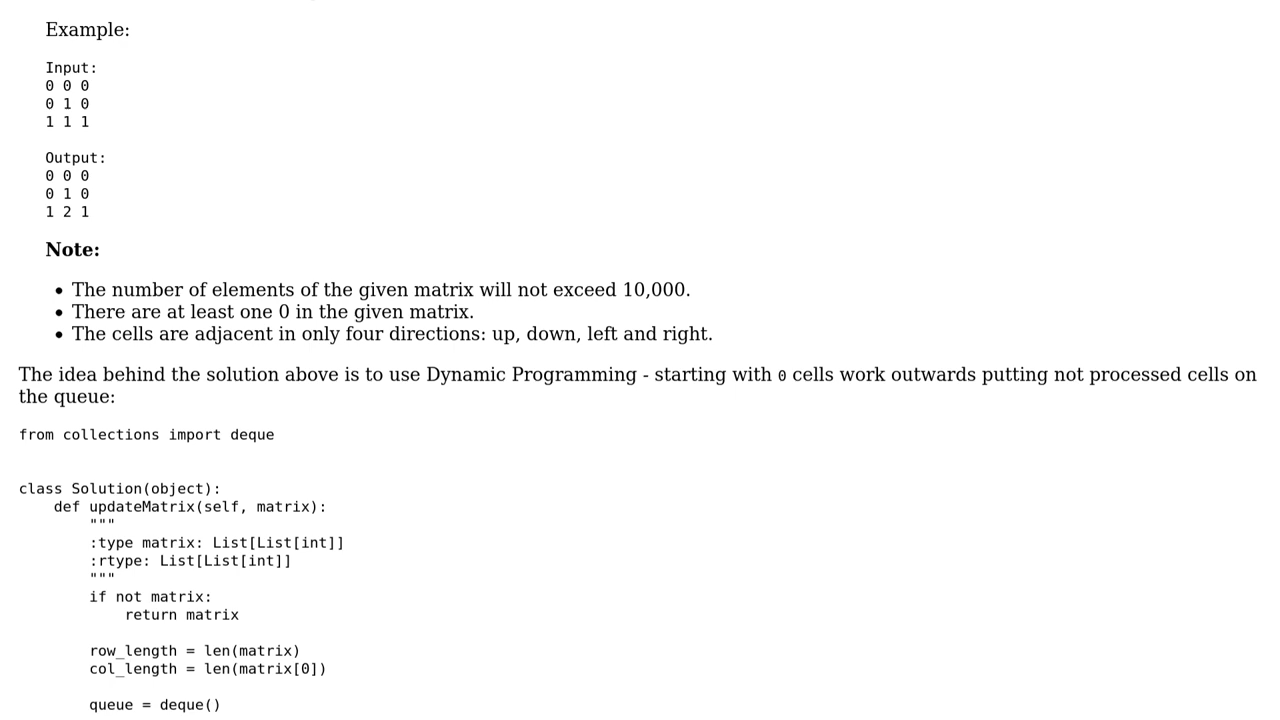 Example:
Input:
0 0 0
0 1 0
1 1 1
Output:
0 0 0
0 1 0
1 2 1
Note:
• The number of elements of the given matrix will not exceed 10,000.
• There are at least one 0 in the given matrix.
• The cells are adjacent in only four directions: up, down, left and right.
The idea behind the solution above is to use Dynamic Programming - starting with 0 cells work outwards putting not processed cells on
the queue:
from collections import deque
class Solution(object):
    def updateMatrix(self, matrix):
        """
        :type matrix: List[List[int]]
        :rtype: List[List[int]]
        """
        if not matrix:
            return matrix
        row_length = len(matrix)
        col_length = len(matrix[0])
        queue = deque()